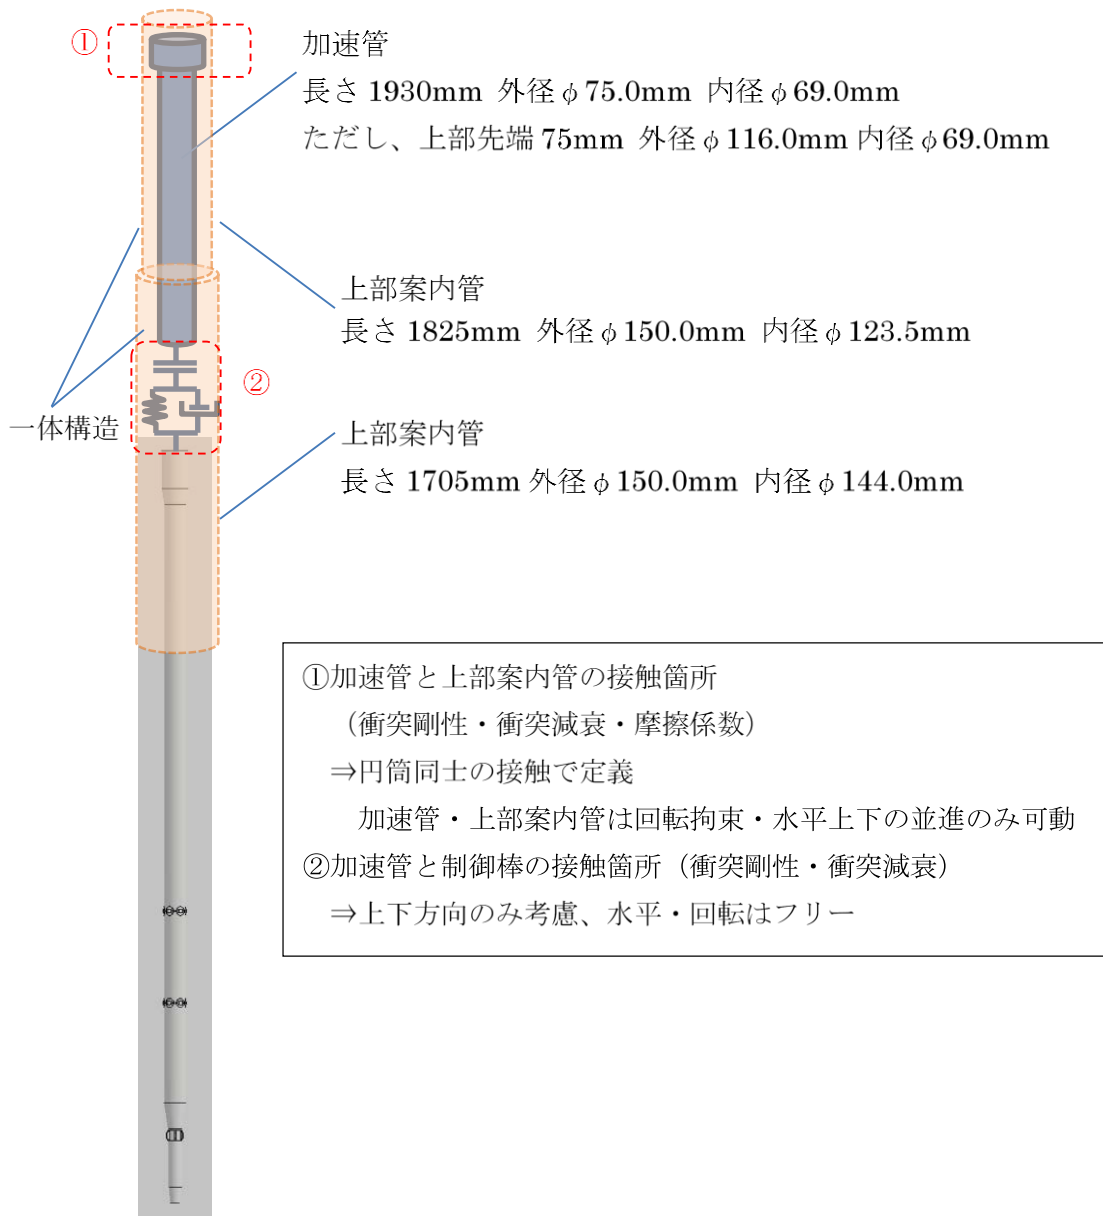 ①
加速管
長さ 1930mm 外径φ75.0mm 内径φ69.0mm
ただし、上部先端 75mm 外径φ116.0mm 内径φ69.0mm
上部案内管
長さ 1825mm 外径φ150.0mm 内径φ123.5mm
②
一体構造
上部案内管
長さ 1705mm 外径φ150.0mm 内径φ144.0mm
①加速管と上部案内管の接触箇所
（衝突剛性・衝突減衰・摩擦係数）
⇒円筒同士の接触で定義
加速管・上部案内管は回転拘束・水平上下の並進のみ可動
②加速管と制御棒の接触箇所（衝突剛性・衝突減衰）
⇒上下方向のみ考慮、水平・回転はフリー